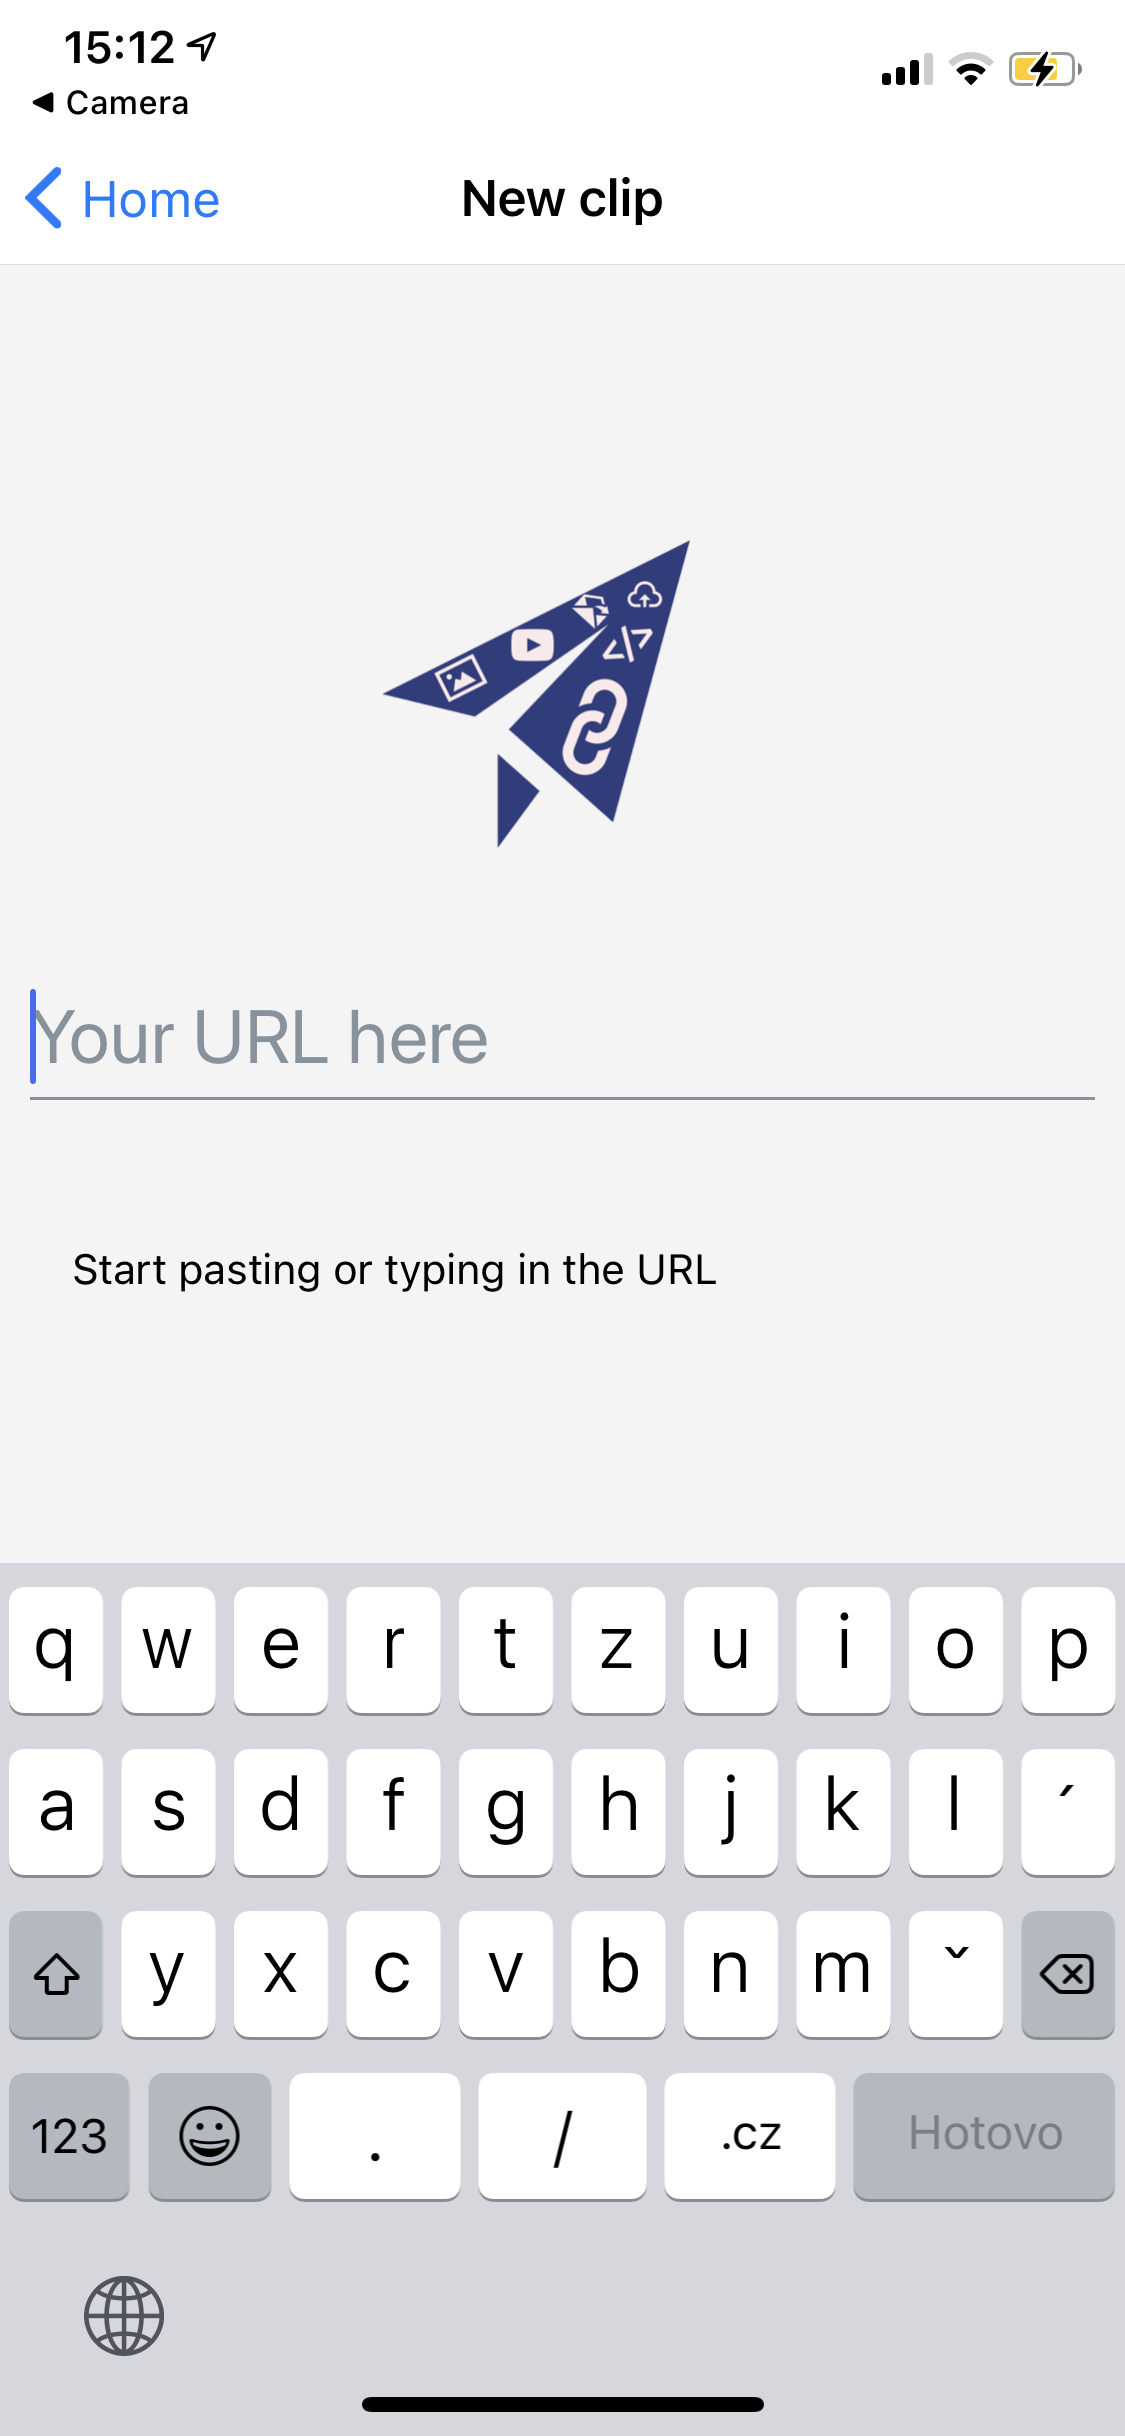 15:12
Camera
Home
New clip
Your URL here
Start pasting or typing in the URL
q w e r t z u i o p
a s d f g h j k l ´
y x c v b n m ˇ
123 . / .cz Hotovo